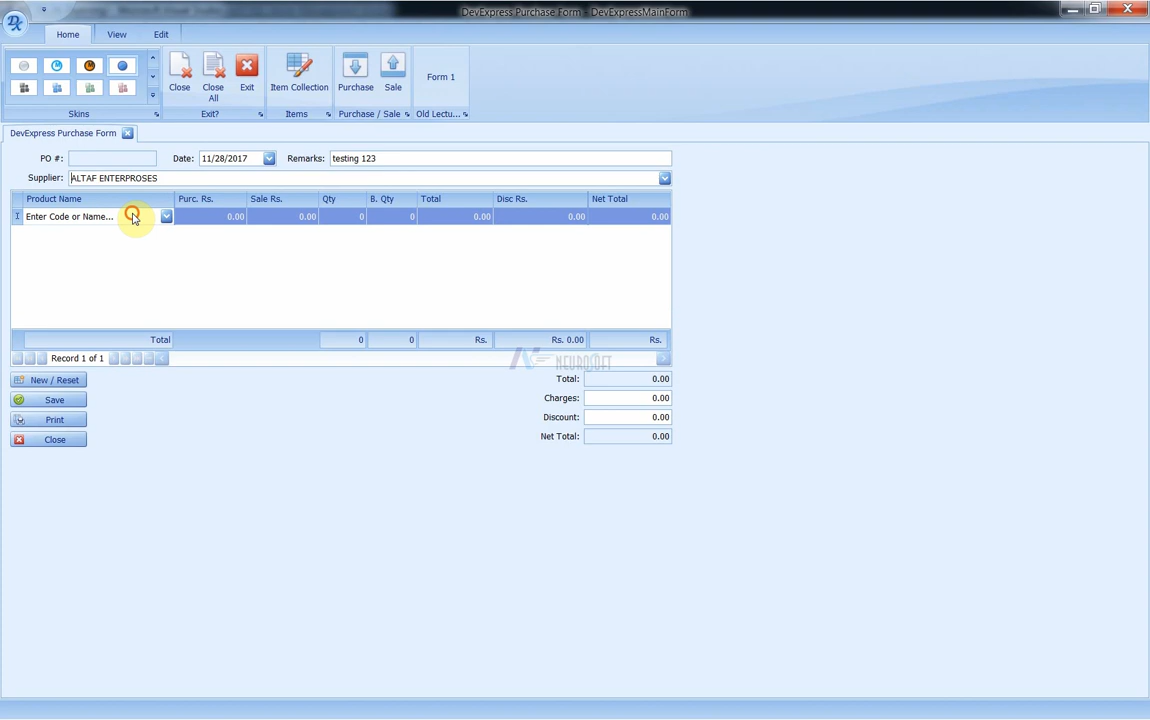 DevExpress Purchase Form - DevExpressMainForm
Home View Edit
Close
Close All
Exit
Item Collection
Purchase
Sale
Form 1
Skins
Exit?
Items
Purchase / Sale
Old Lectu...
DevExpress Purchase Form
PO #:
Date: 11/28/2017
Remarks: testing 123
Supplier: ALTAF ENTERPROSES
Product Name Purc. Rs. Sale Rs. Qty B. Qty Total Disc Rs. Net Total
Enter Code or Name... 0.00 0.00 0 0 0.00 0.00 0.00
Total 0 0 Rs. Rs. 0.00 Rs.
Record 1 of 1
NEUROSOFT
New / Reset
Save
Print
Close
Total: 0.00
Charges: 0.00
Discount: 0.00
Net Total: 0.00